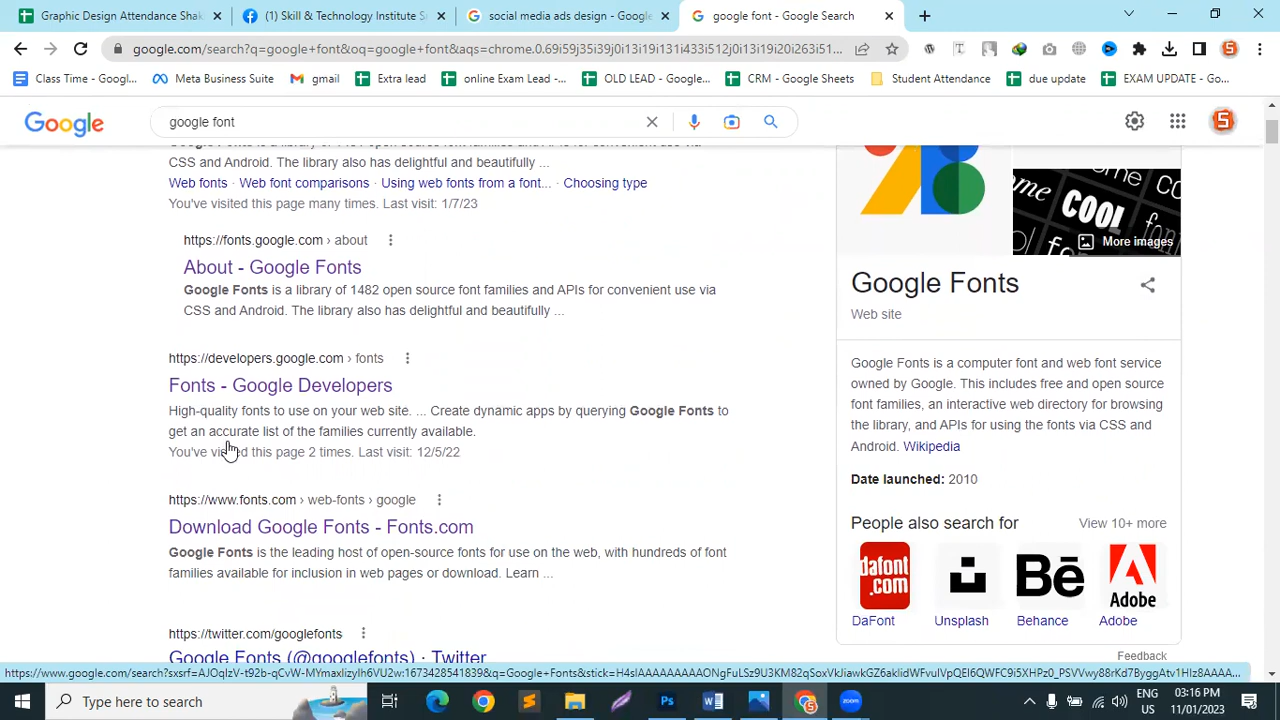 Graphic Design Attendance Shak
(1) Skill & Technology Institute S
social media ads design - Google
google font - Google Search
google.com/search?q=google+font&oq=google+font&aqs=chrome.0.69i59j35i39j0i13i19i131i433i512j0i13i19l20i263i51...
Class Time - Googl...
Meta Business Suite
gmail
Extra lead
online Exam Lead -...
OLD LEAD - Google...
CRM - Google Sheets
Student Attendance
due update
EXAM UPDATE - Go...
Google
google font
CSS and Android. The library also has delightful and beautifully ...
Web fonts · Web font comparisons · Using web fonts from a font... · Choosing type
You've visited this page many times. Last visit: 1/7/23
https://fonts.google.com › about
About - Google Fonts
Google Fonts is a library of 1482 open source font families and APIs for convenient use via
CSS and Android. The library also has delightful and beautifully ...
https://developers.google.com › fonts
Fonts - Google Developers
High-quality fonts to use on your web site. ... Create dynamic apps by querying Google Fonts to
get an accurate list of the families currently available.
You've visited this page 2 times. Last visit: 12/5/22
https://www.fonts.com › web-fonts › google
Download Google Fonts - Fonts.com
Google Fonts is the leading host of open-source fonts for use on the web, with hundreds of font
families available for inclusion in web pages or download. Learn ...
https://twitter.com/googlefonts
Google Fonts (@googlefonts) · Twitter
COOL
More images
Google Fonts
Web site
Google Fonts is a computer font and web font service
owned by Google. This includes free and open source
font families, an interactive web directory for browsing
the library, and APIs for using the fonts via CSS and
Android. Wikipedia
Date launched: 2010
People also search for
View 10+ more
dafont
.com
Bē
Adobe
DaFont
Unsplash
Behance
Adobe
Feedback
Type here to search
ENG
US
03:16 PM
11/01/2023